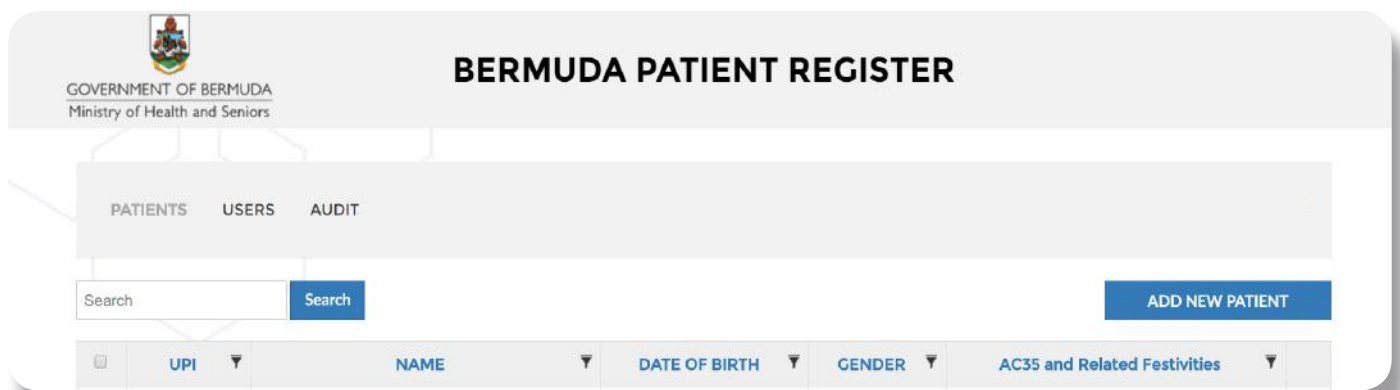 GOVERNMENT OF BERMUDA
Ministry of Health and Seniors
BERMUDA PATIENT REGISTER
PATIENTS USERS AUDIT
Search Search ADD NEW PATIENT
UPI NAME DATE OF BIRTH GENDER AC35 and Related Festivities